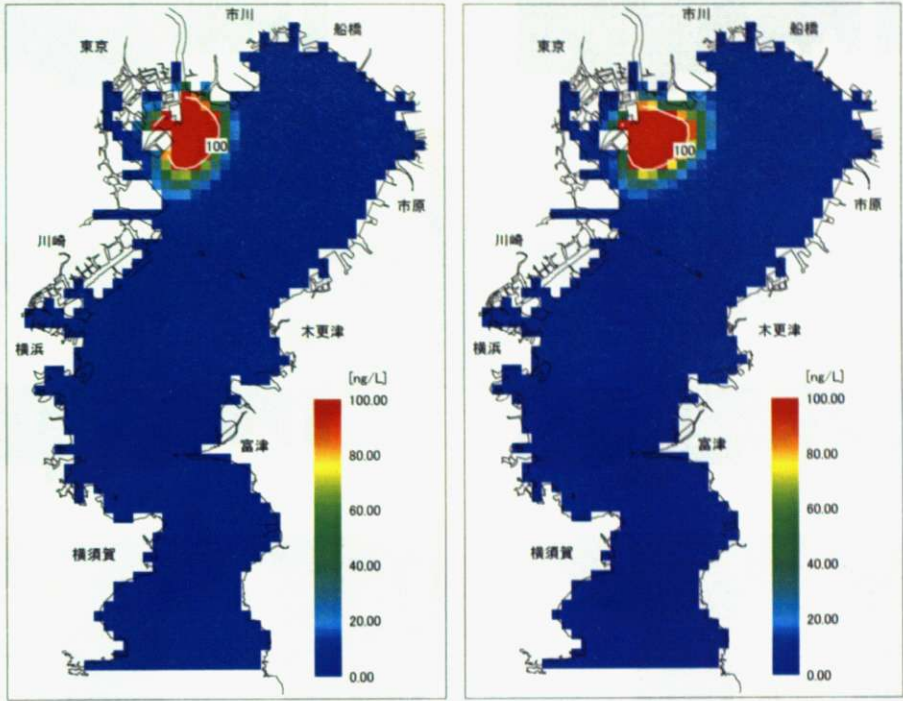 市川
船橋
東京
100
市原
川崎
木更津
横浜
[ng/L]
100.00
富津
80.00
60.00
横須賀
40.00
20.00
0.00
市川
船橋
東京
100
市原
川崎
木更津
横浜
[ng/L]
100.00
富津
80.00
60.00
横須賀
40.00
20.00
0.00